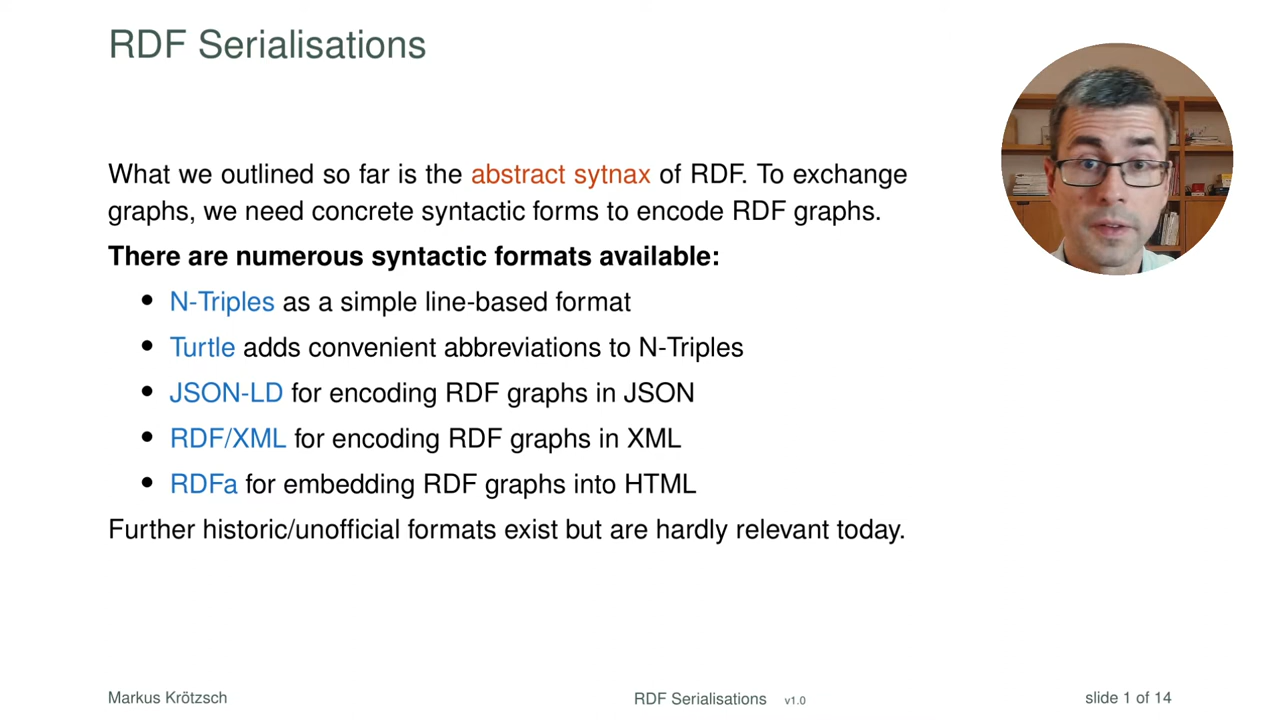 RDF Serialisations
What we outlined so far is the abstract sytnax of RDF. To exchange
graphs, we need concrete syntactic forms to encode RDF graphs.
There are numerous syntactic formats available:
• N-Triples as a simple line-based format
• Turtle adds convenient abbreviations to N-Triples
• JSON-LD for encoding RDF graphs in JSON
• RDF/XML for encoding RDF graphs in XML
• RDFa for embedding RDF graphs into HTML
Further historic/unofficial formats exist but are hardly relevant today.
Markus Krötzsch RDF Serialisations v1.0 slide 1 of 14